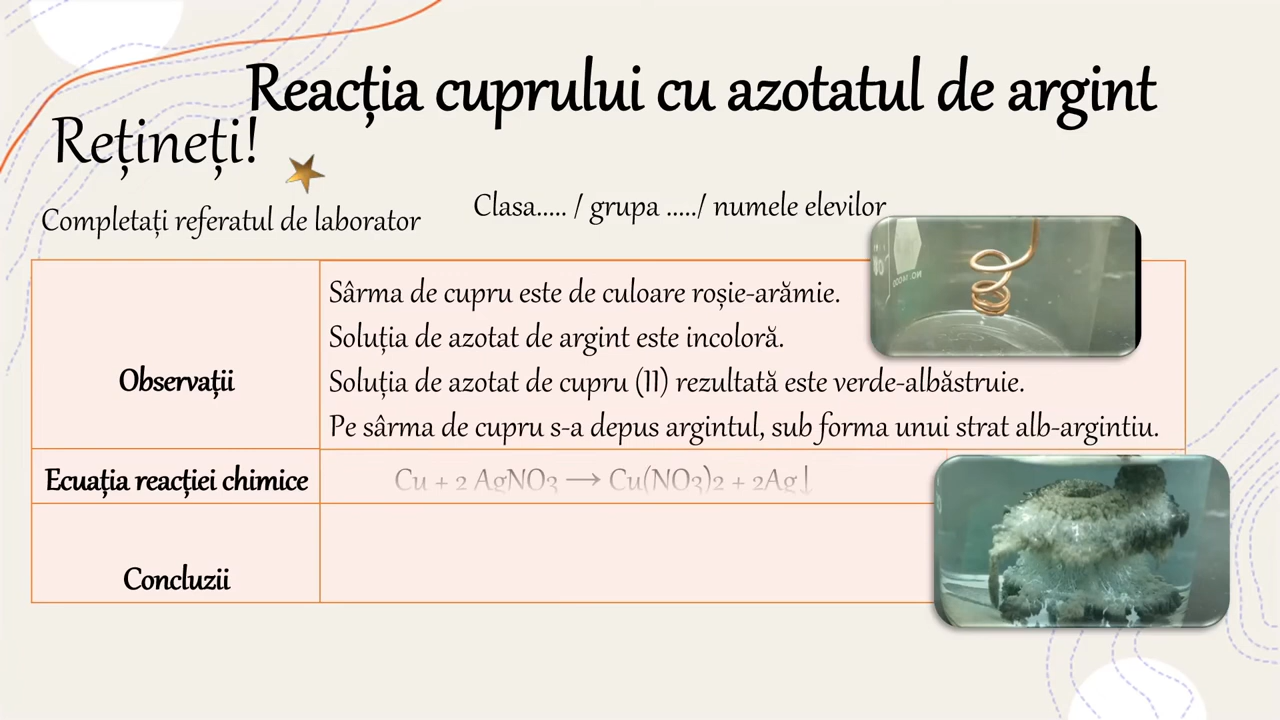 Reacția cuprului cu azotatul de argint
Rețineți!
Completați referatul de laborator
Clasa..... / grupa ...../ numele elevilor
Observații
Sârma de cupru este de culoare roșie-arămie.
Soluția de azotat de argint este incoloră.
Soluția de azotat de cupru (II) rezultată este verde-albăstruie.
Pe sârma de cupru s-a depus argintul, sub forma unui strat alb-argintiu.
Ecuația reacției chimice
Cu + 2 AgNO3 → Cu(NO3)2 + 2Ag↓
Concluzii